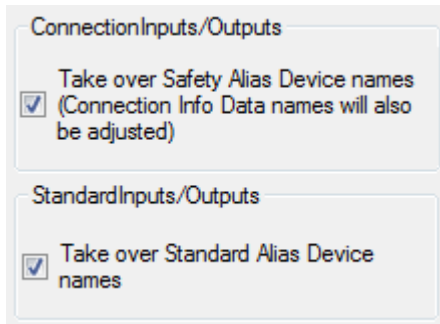 ConnectionInputs/Outputs
Take over Safety Alias Device names
(Connection Info Data names will also
be adjusted)
StandardInputs/Outputs
Take over Standard Alias Device
names